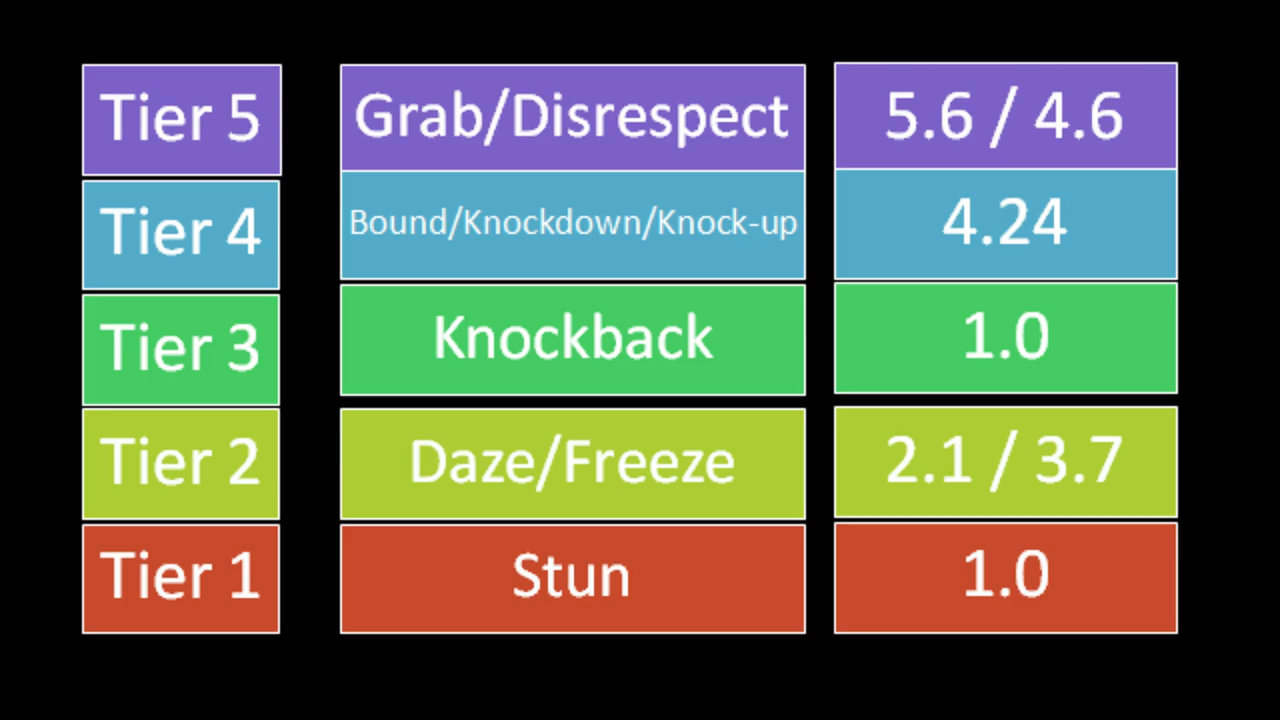 Tier 5 Grab/Disrespect 5.6 / 4.6
Tier 4 Bound/Knockdown/Knock-up 4.24
Tier 3 Knockback 1.0
Tier 2 Daze/Freeze 2.1 / 3.7
Tier 1 Stun 1.0